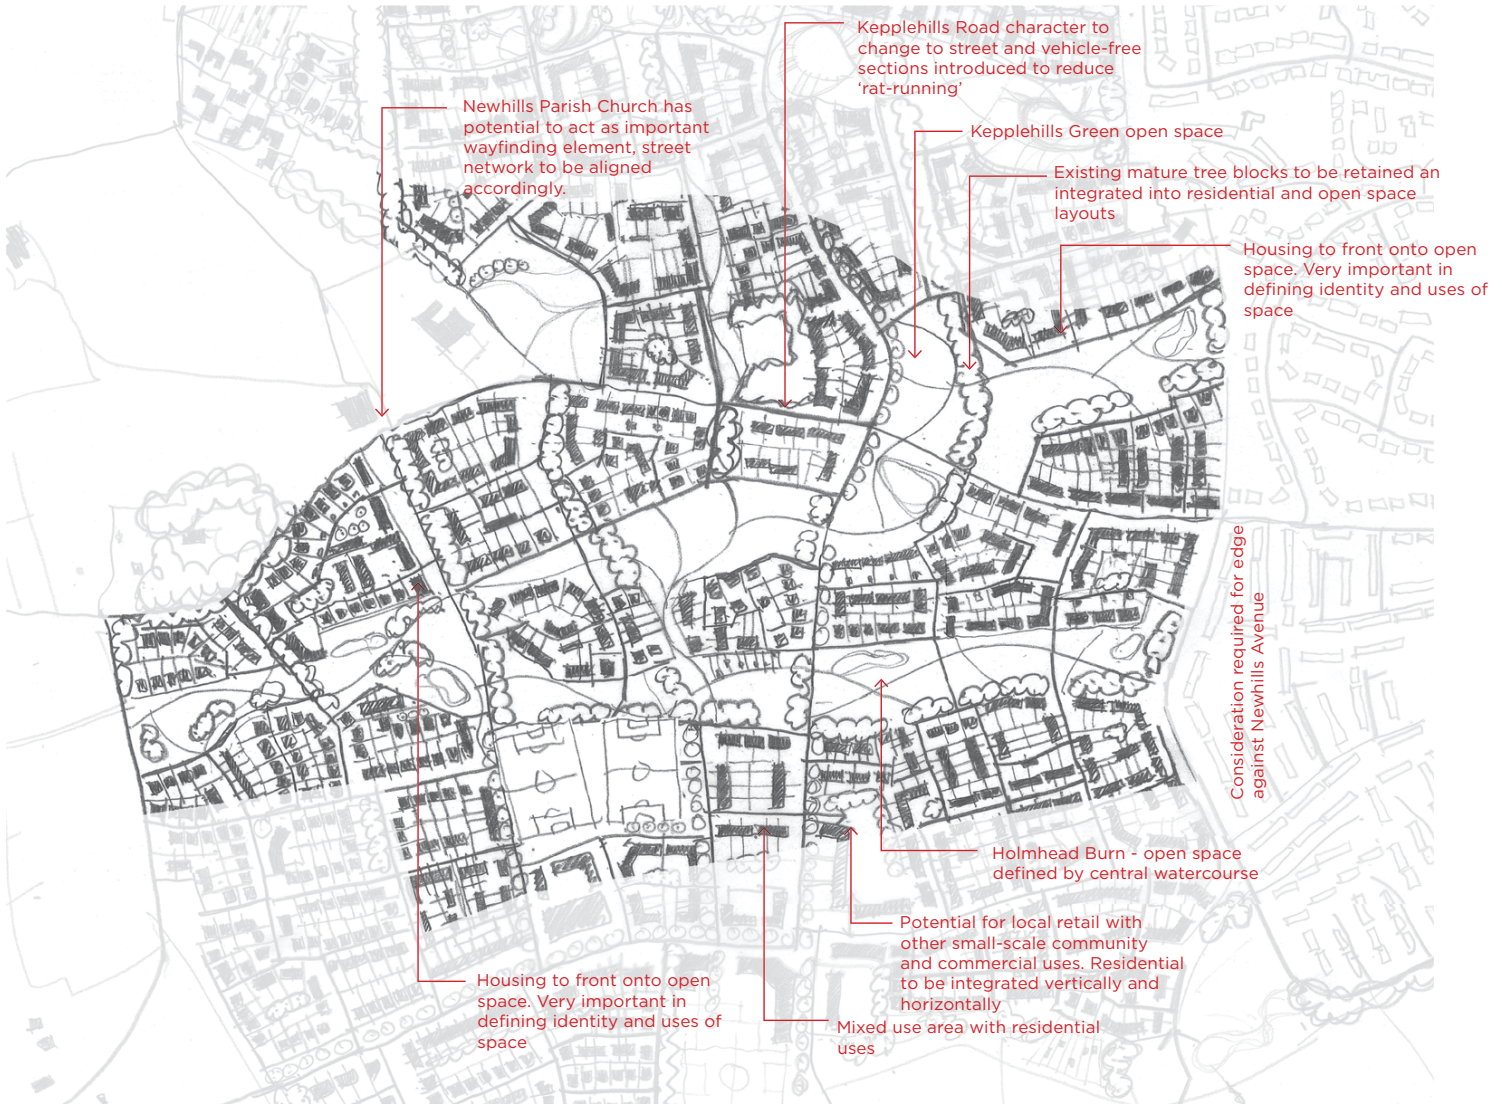 Kepplehills Road character to
change to street and vehicle-free
sections introduced to reduce
‘rat-running’
Newhills Parish Church has
potential to act as important
wayfinding element, street
network to be aligned
accordingly.
Kepplehills Green open space
Existing mature tree blocks to be retained an
integrated into residential and open space
layouts
Housing to front onto open
space. Very important in
defining identity and uses of
space
Consideration required for edge
against Newhills Avenue
Holmhead Burn - open space
defined by central watercourse
Potential for local retail with
other small-scale community
and commercial uses. Residential
to be integrated vertically and
horizontally
Housing to front onto open
space. Very important in
defining identity and uses of
space
Mixed use area with residential
uses